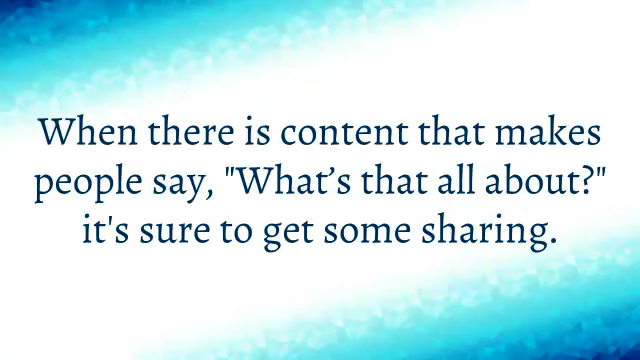 When there is content that makes
people say, "What’s that all about?"
it's sure to get some sharing.